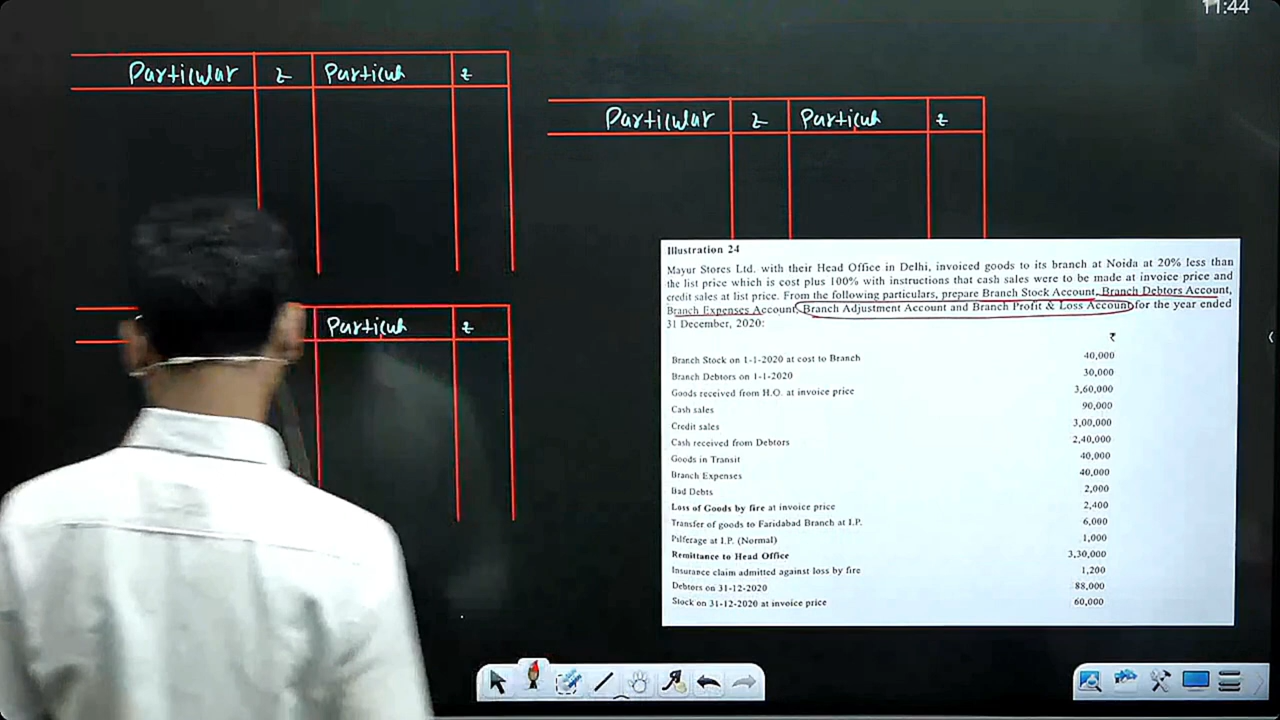 11:44
Particular ₹ Particuh ₹
Particular ₹ Particuh ₹
Particuh ₹
Illustration 24
Mayur Stores Ltd. with their Head Office in Delhi, invoiced goods to its branch at Noida at 20% less than
the list price which is cost plus 100% with instructions that cash sales were to be made at invoice price and
credit sales at list price. From the following particulars, prepare Branch Stock Account, Branch Debtors Account,
Branch Expenses Account, Branch Adjustment Account and Branch Profit & Loss Account for the year ended
31 December, 2020:
₹
Branch Stock on 1-1-2020 at cost to Branch 40,000
Branch Debtors on 1-1-2020 30,000
Goods received from H.O. at invoice price 3,60,000
Cash sales 90,000
Credit sales 3,00,000
Cash received from Debtors 2,40,000
Goods in Transit 40,000
Branch Expenses 40,000
Bad Debts 2,000
Loss of Goods by fire at invoice price 2,400
Transfer of goods to Faridabad Branch at I.P. 6,000
Pilferage at I.P. (Normal) 1,000
Remittance to Head Office 3,30,000
Insurance claim admitted against loss by fire 1,200
Debtors on 31-12-2020 88,000
Stock on 31-12-2020 at invoice price 60,000